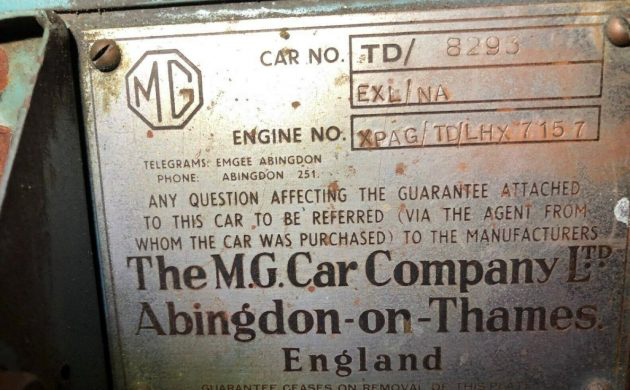 MG
CAR NO. TD/ 8293
EXL/NA
ENGINE NO. XPAG/TD/LHX 7157
TELEGRAMS: EMGEE ABINGDON
PHONE: ABINGDON 251.
ANY QUESTION AFFECTING THE GUARANTEE ATTACHED
TO THIS CAR TO BE REFERRED (VIA THE AGENT FROM
WHOM THE CAR WAS PURCHASED) TO THE MANUFACTURERS
The M.G. Car Company LTD
Abingdon-on-Thames.
England
GUARANTEE CEASES ON REMOVAL OF THIS